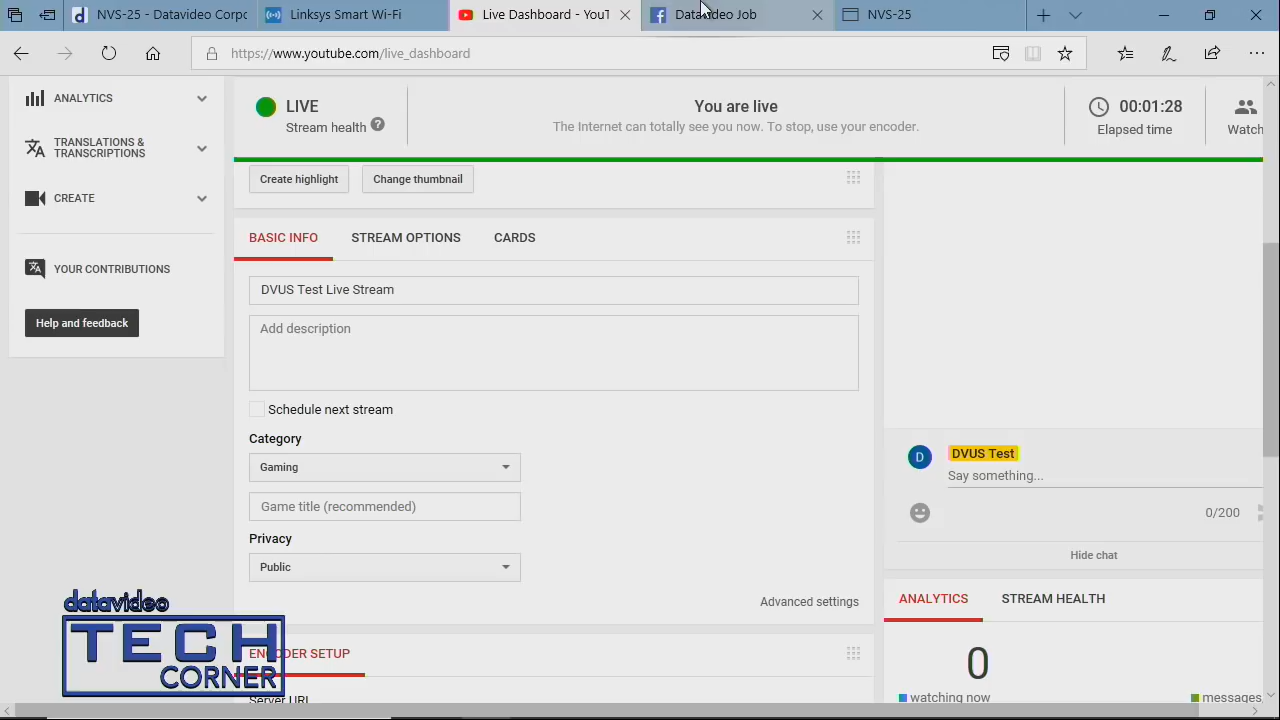 NVS-25 - Datavideo Corpo
Linksys Smart Wi-Fi
Live Dashboard - YouT
Datavideo Job
NVS-25
https://www.youtube.com/live_dashboard
ANALYTICS
TRANSLATIONS &
TRANSCRIPTIONS
CREATE
YOUR CONTRIBUTIONS
Help and feedback
LIVE
Stream health ?
You are live
The Internet can totally see you now. To stop, use your encoder.
00:01:28
Elapsed time
Watch
Create highlight
Change thumbnail
BASIC INFO
STREAM OPTIONS
CARDS
DVUS Test Live Stream
Add description
Schedule next stream
Category
Gaming
Game title (recommended)
Privacy
Public
Advanced settings
ENCODER SETUP
Server URL
D
DVUS Test
Say something...
0/200
Hide chat
ANALYTICS
STREAM HEALTH
0
watching now
messages
datavideo
TECH
CORNER